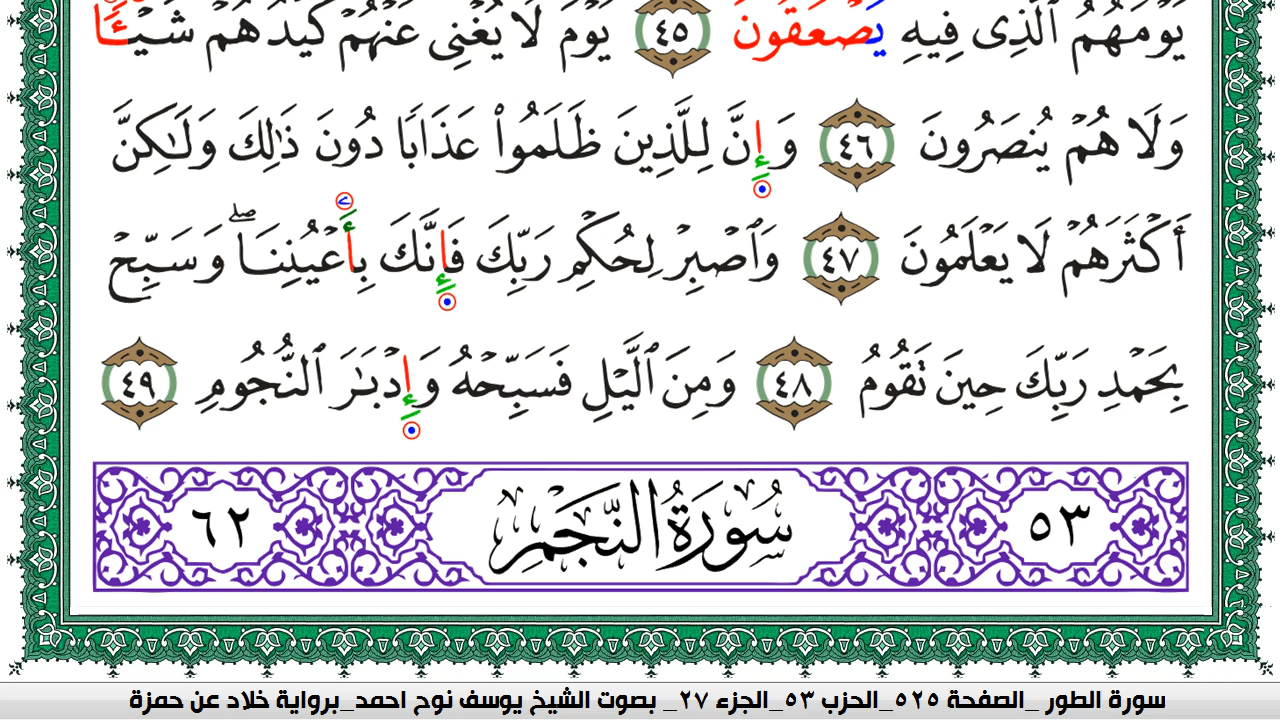 يَوْمَهُمُ ٱلَّذِى فِيهِ يَصْعَقُونَ ٤٥ يَوْمَ لَا يُغْنِى عَنْهُمْ كَيْدُهُمْ شَيْـًٔا
وَلَا هُمْ يُنصَرُونَ ٤٦ وَإِنَّ لِلَّذِينَ ظَلَمُوا۟ عَذَابًا دُونَ ذَٰلِكَ وَلَـٰكِنَّ
أَكْثَرَهُمْ لَا يَعْلَمُونَ ٤٧ وَٱصْبِرْ لِحُكْمِ رَبِّكَ فَإِنَّكَ بِأَعْيُنِنَا ۖ وَسَبِّحْ
بِحَمْدِ رَبِّكَ حِينَ تَقُومُ ٤٨ وَمِنَ ٱلَّيْلِ فَسَبِّحْهُ وَإِدْبَـٰرَ ٱلنُّجُومِ ٤٩
٥٣ سُورَةُ النَّجْمِ ٦٢
سورة الطور _الصفحة ٥٢٥_الحزب ٥٣_الجزء ٢٧_ بصوت الشيخ يوسف نوح احمد_برواية خلاد عن حمزة